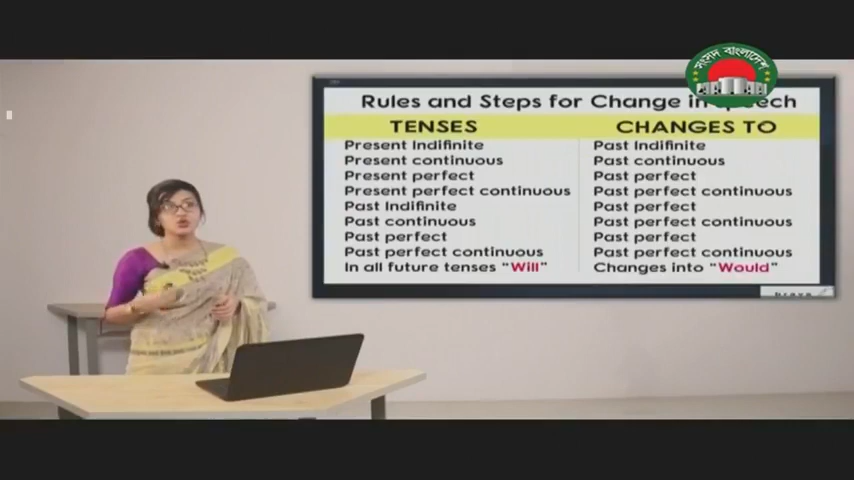 সংসদ বাংলাদেশ
Rules and Steps for Change in speech
TENSES CHANGES TO
Present Indifinite Past Indifinite
Present continuous Past continuous
Present perfect Past perfect
Present perfect continuous Past perfect continuous
Past Indifinite Past perfect
Past continuous Past perfect continuous
Past perfect Past perfect
Past perfect continuous Past perfect continuous
In all future tenses “Will” Changes into “Would”